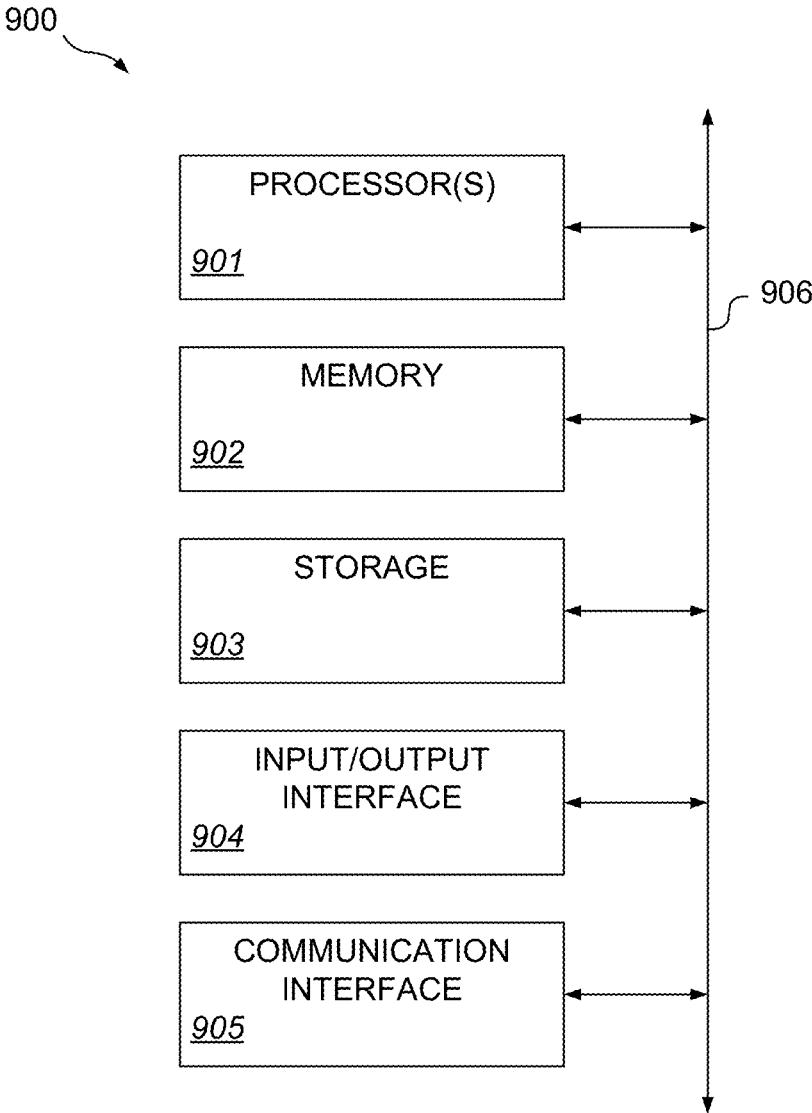 900
PROCESSOR(S)
901
906
MEMORY
902
STORAGE
903
INPUT/OUTPUT
INTERFACE
904
COMMUNICATION
INTERFACE
905